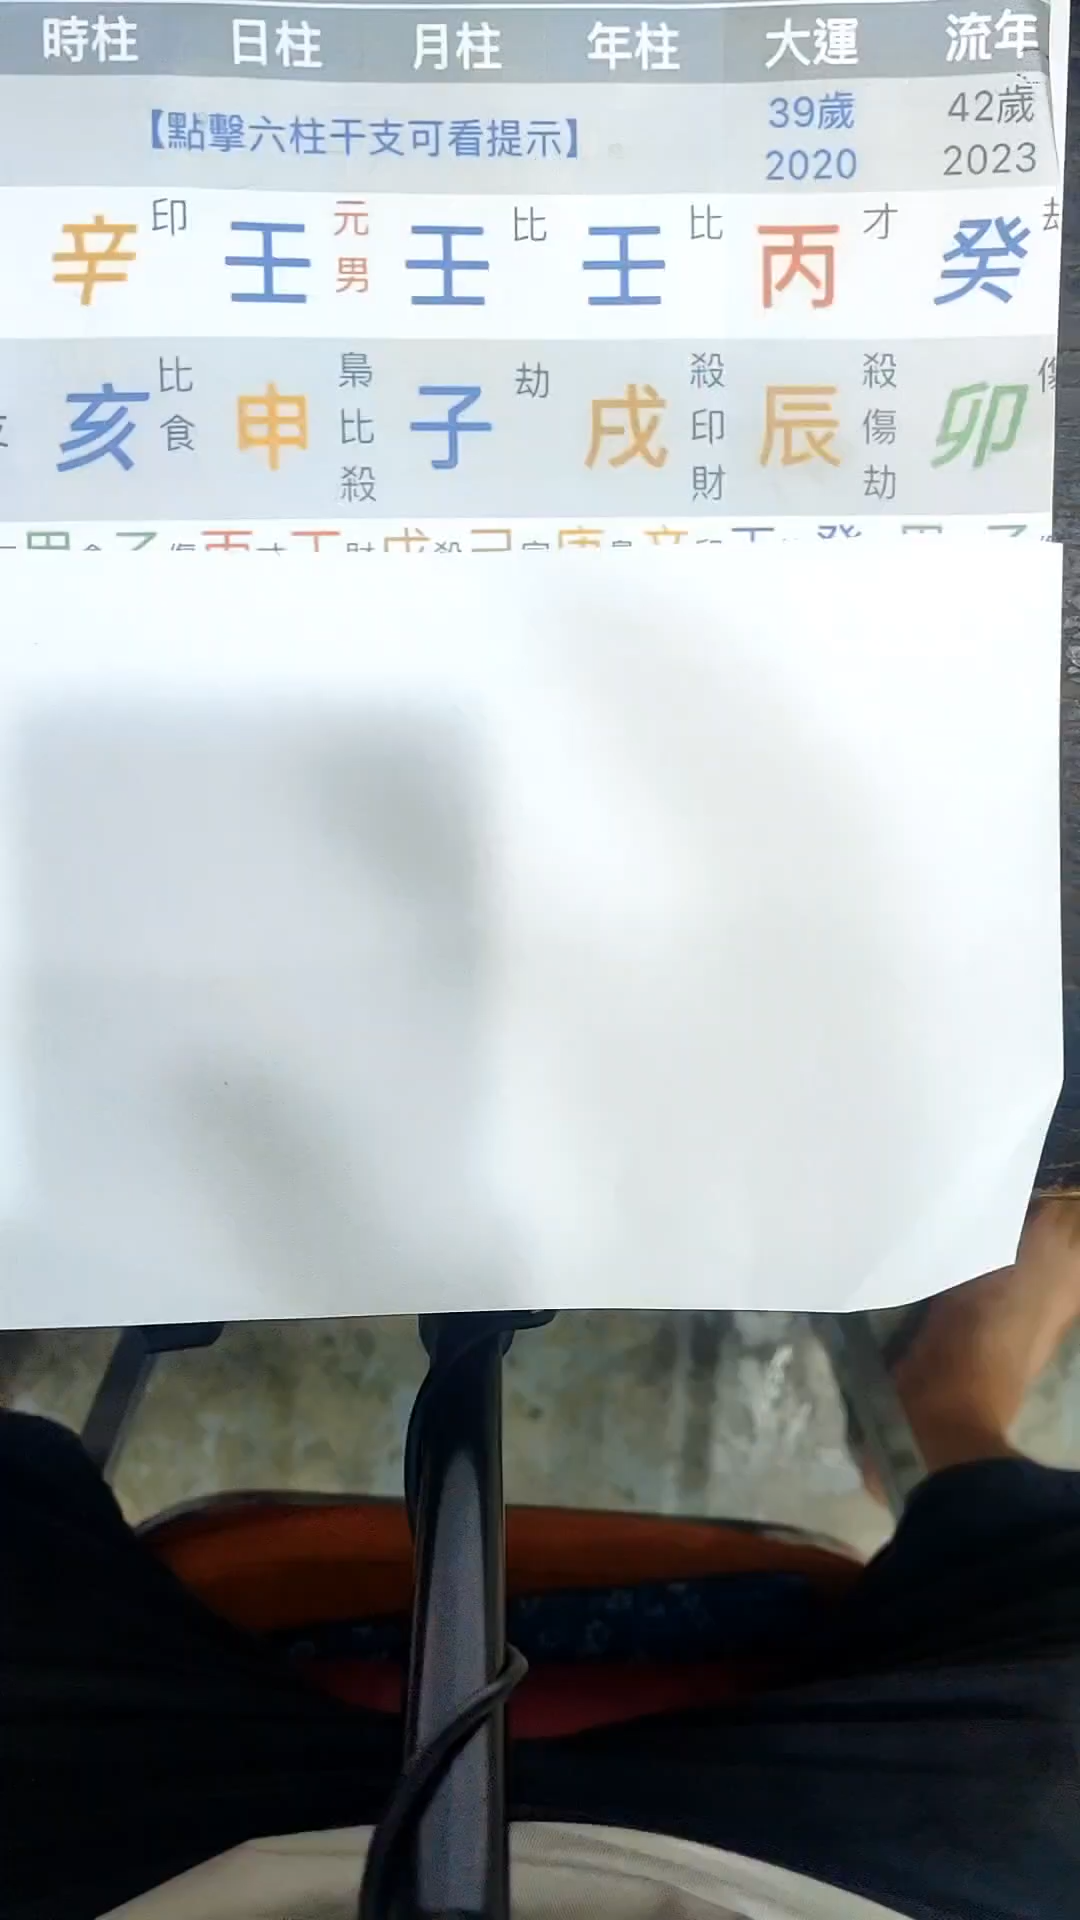 時柱 日柱 月柱 年柱 大運 流年
【點擊六柱干支可看提示】 39歲 42歲
2020 2023
辛 印 壬 元男 壬 比 壬 比 丙 才 癸
亥 比食 申 梟比殺 子 劫 戌 殺印財 辰 殺傷劫 卯